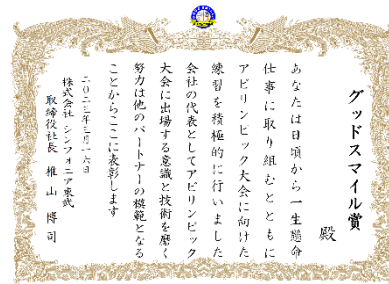 グッドスマイル賞
殿
あなたは日頃から一生懸命
仕事に取り組むとともに
アビリンピック大会に向けた
練習を積極的に行いました
会社の代表としてアビリンピック
大会に出場する意識と技術を磨く
努力は他のパートナーの模範となる
ことからここに表彰します
二〇二三年三月一六日
株式会社 シンフォニア東武
取締役社長 椎山 博司